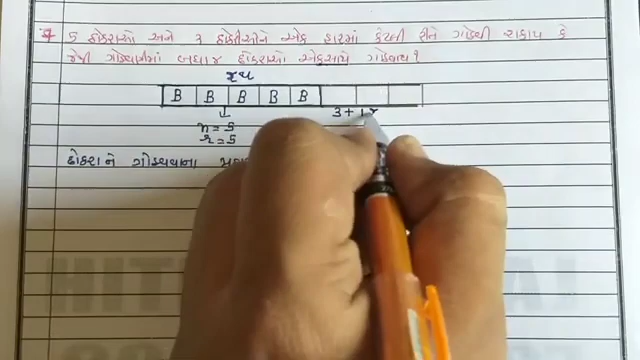 5 છોકરાઓ અને 3 છોકરીઓને એક હારમાં કેટલી રીતે ગોઠવી શકાય કે
જેથી ગોઠવણીમાં બધાજ છોકરાઓ એકસાથે ગોઠવાય?
B B B B B
3 + 1
n = 5
r = 5
છોકરાને ગોઠવવાના